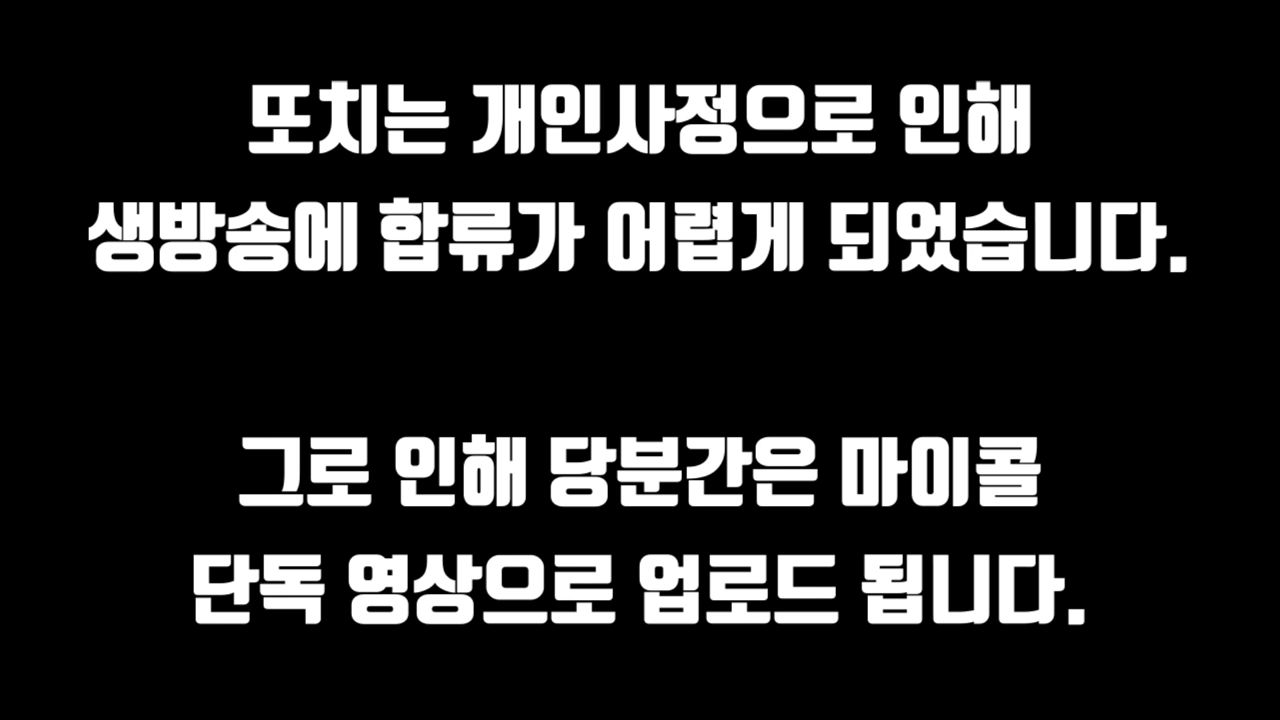 또치는 개인사정으로 인해
생방송에 합류가 어렵게 되었습니다.
그로 인해 당분간은 마이콜
단독 영상으로 업로드 됩니다.